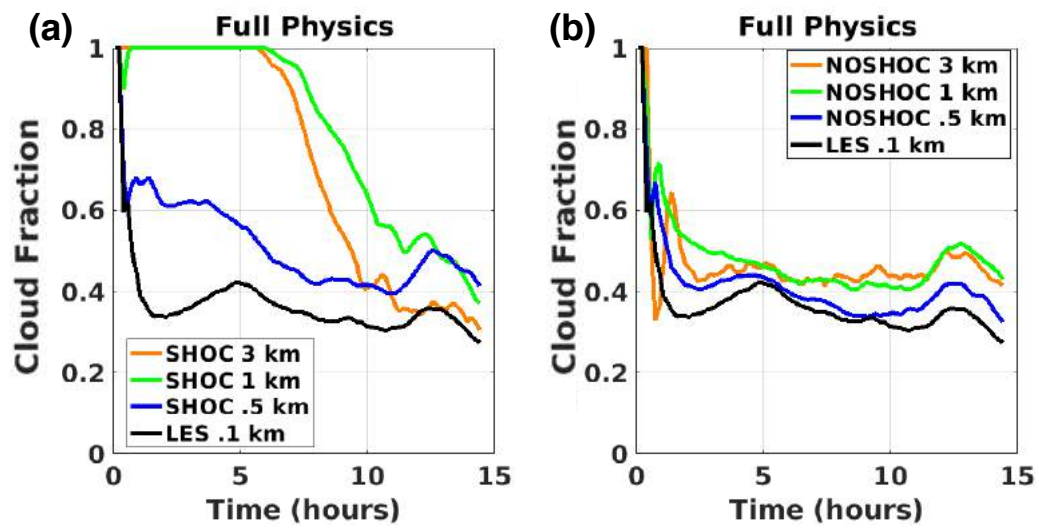 (a)
Full Physics
Cloud Fraction
1
0.8
0.6
0.4
0.2
0
SHOC 3 km
SHOC 1 km
SHOC .5 km
LES .1 km
0 5 10 15
Time (hours)
(b)
Full Physics
Cloud Fraction
1
0.8
0.6
0.4
0.2
0
NOSHOC 3 km
NOSHOC 1 km
NOSHOC .5 km
LES .1 km
0 5 10 15
Time (hours)